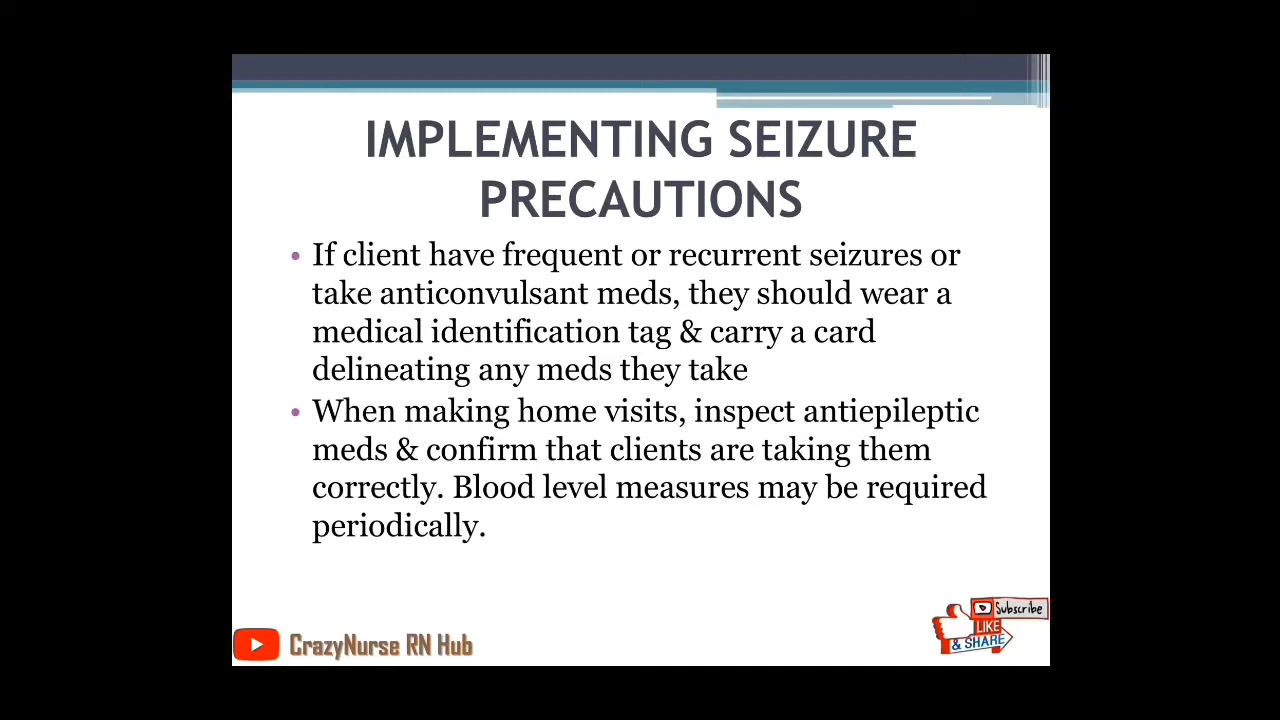 IMPLEMENTING SEIZURE
PRECAUTIONS
• If client have frequent or recurrent seizures or
take anticonvulsant meds, they should wear a
medical identification tag & carry a card
delineating any meds they take
• When making home visits, inspect antiepileptic
meds & confirm that clients are taking them
correctly. Blood level measures may be required
periodically.
Subscribe
LIKE
& SHARE
CrazyNurse RN Hub